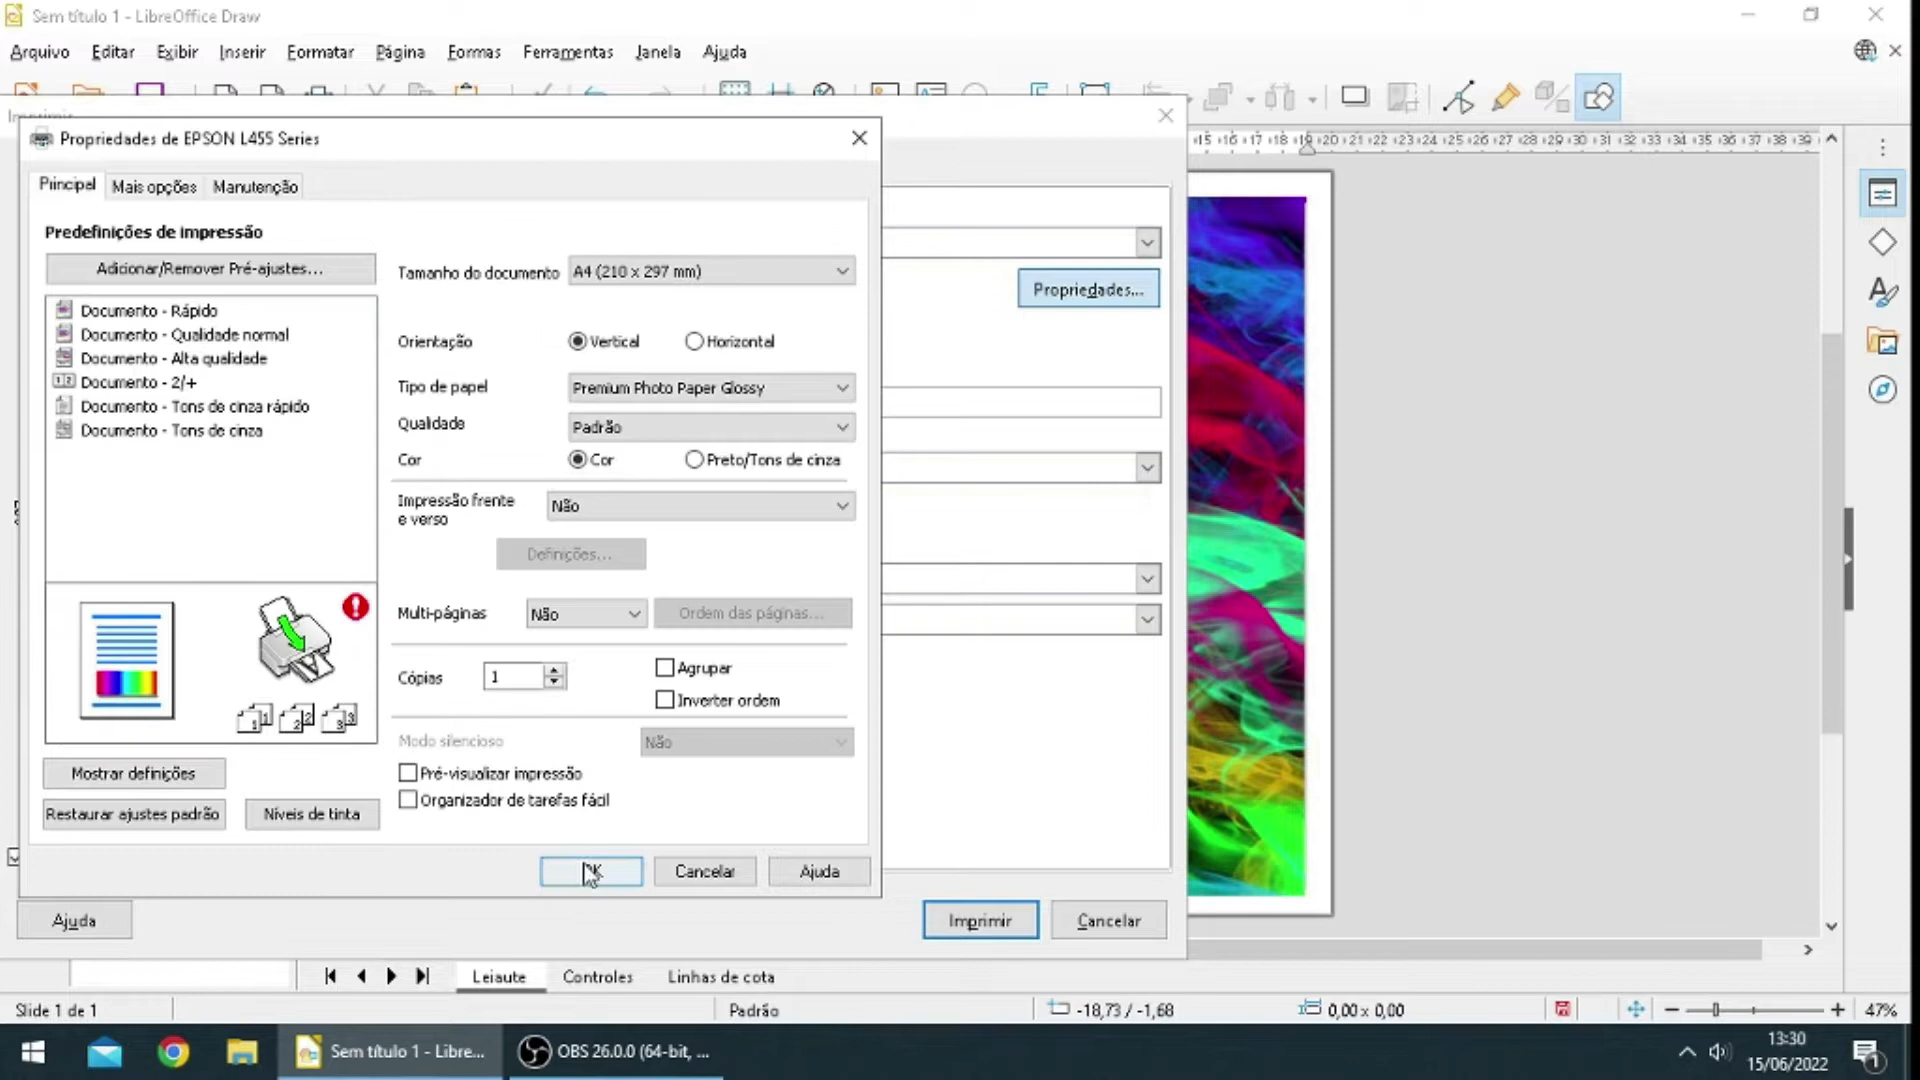 Sem título 1 - LibreOffice Draw
Arquivo Editar Exibir Inserir Formatar Página Formas Ferramentas Janela Ajuda
Propriedades de EPSON L455 Series
Principal Mais opções Manutenção
Predefinições de impressão
Adicionar/Remover Pré-ajustes...
Documento - Rápido
Documento - Qualidade normal
Documento - Alta qualidade
Documento - 2/+
Documento - Tons de cinza rápido
Documento - Tons de cinza
Mostrar definições
Restaurar ajustes padrão
Níveis de tinta
Tamanho do documento A4 (210 x 297 mm)
Orientação Vertical Horizontal
Tipo de papel Premium Photo Paper Glossy
Qualidade Padrão
Cor Cor Preto/Tons de cinza
Impressão frente
e verso
Não
Definições...
Multi-páginas Não Ordem das páginas...
Cópias 1 Agrupar
Inverter ordem
Modo silencioso Não
Pré-visualizar impressão
Organizador de tarefas fácil
Cancelar Ajuda
Propriedades...
Ajuda Imprimir Cancelar
Leiaute Controles Linhas de cota
Slide 1 de 1 Padrão -18,73 / -1,68 0,00 x 0,00 47%
Sem título 1 - Libre... OBS 26.0.0 (64-bit, ...
13:30
15/06/2022